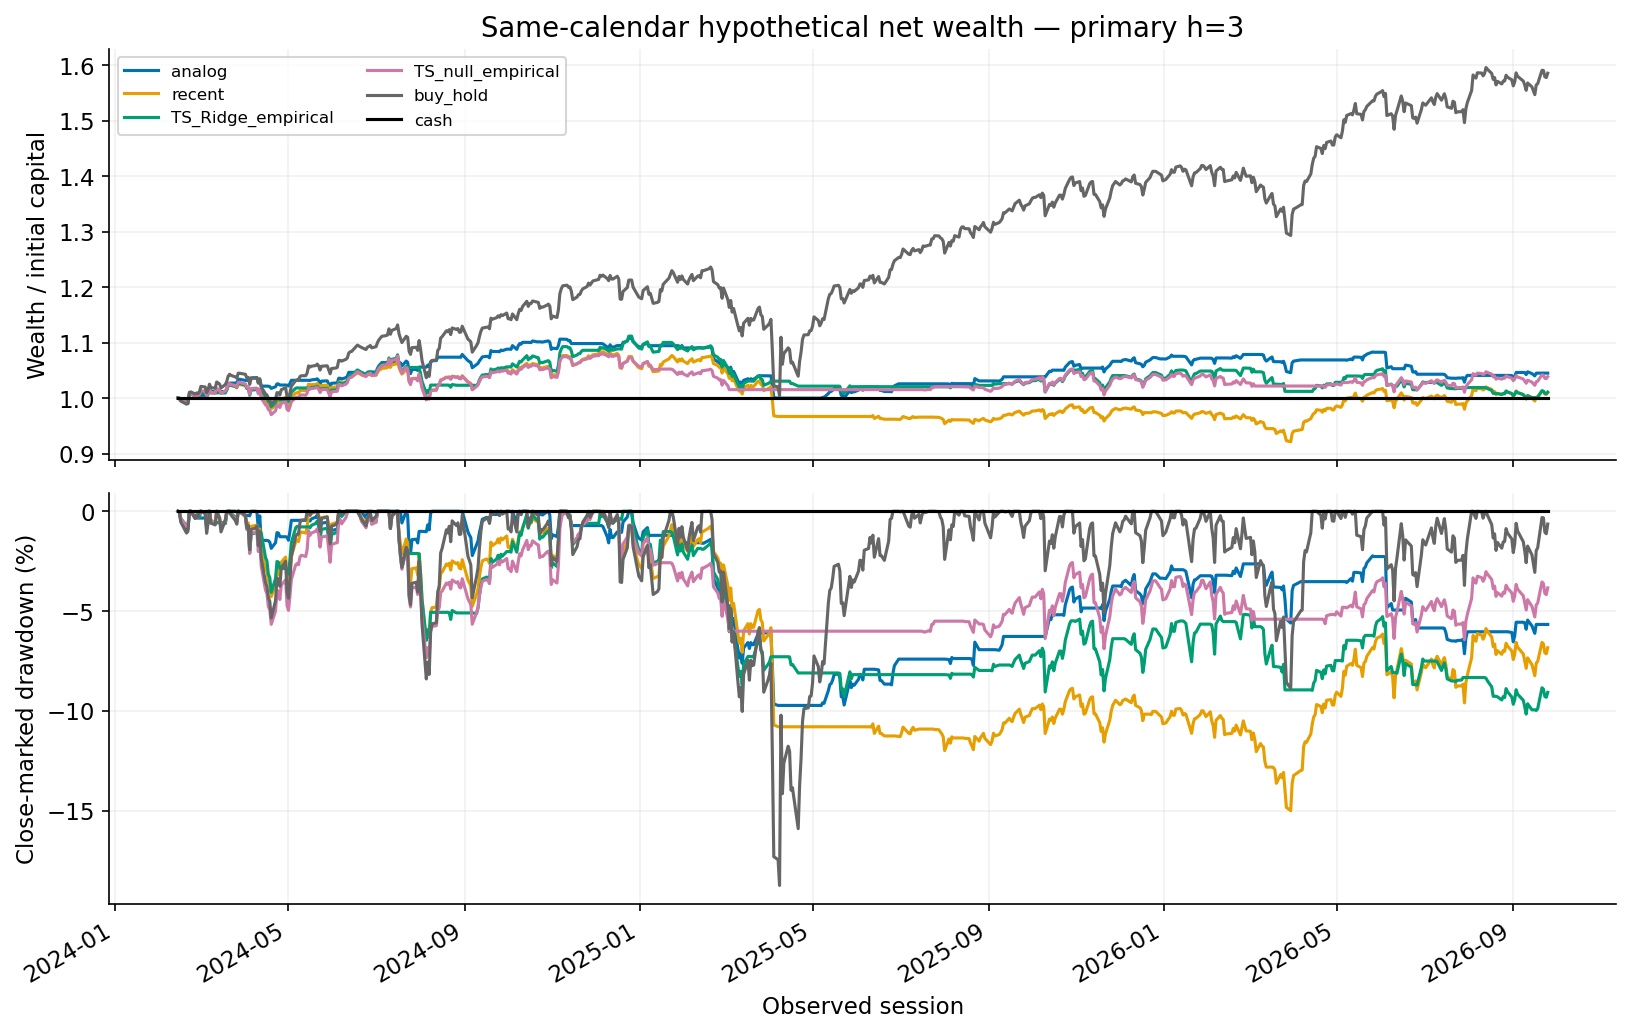 Same-calendar hypothetical net wealth — primary h=3
analog
recent
TS_Ridge_empirical
TS_null_empirical
buy_hold
cash
Wealth / initial capital
1.6
1.5
1.4
1.3
1.2
1.1
1.0
0.9
Close-marked drawdown (%)
0
−5
−10
−15
2024-01
2024-05
2024-09
2025-01
2025-05
2025-09
2026-01
2026-05
2026-09
Observed session